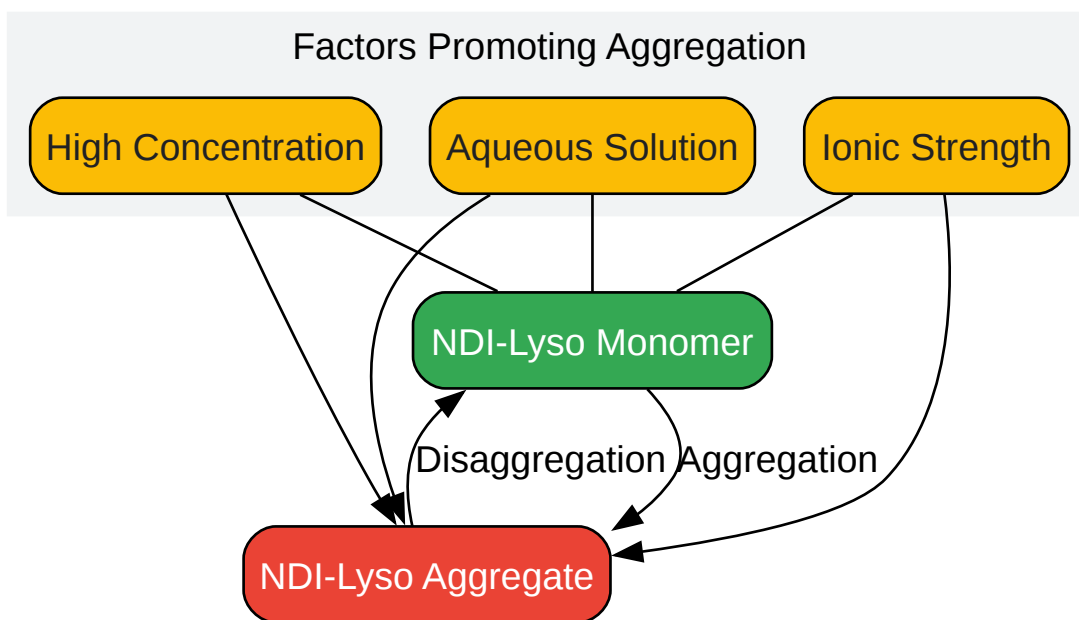 Factors Promoting Aggregation
High Concentration
Aqueous Solution
Ionic Strength
NDI-Lyso Monomer
Disaggregation
Aggregation
NDI-Lyso Aggregate